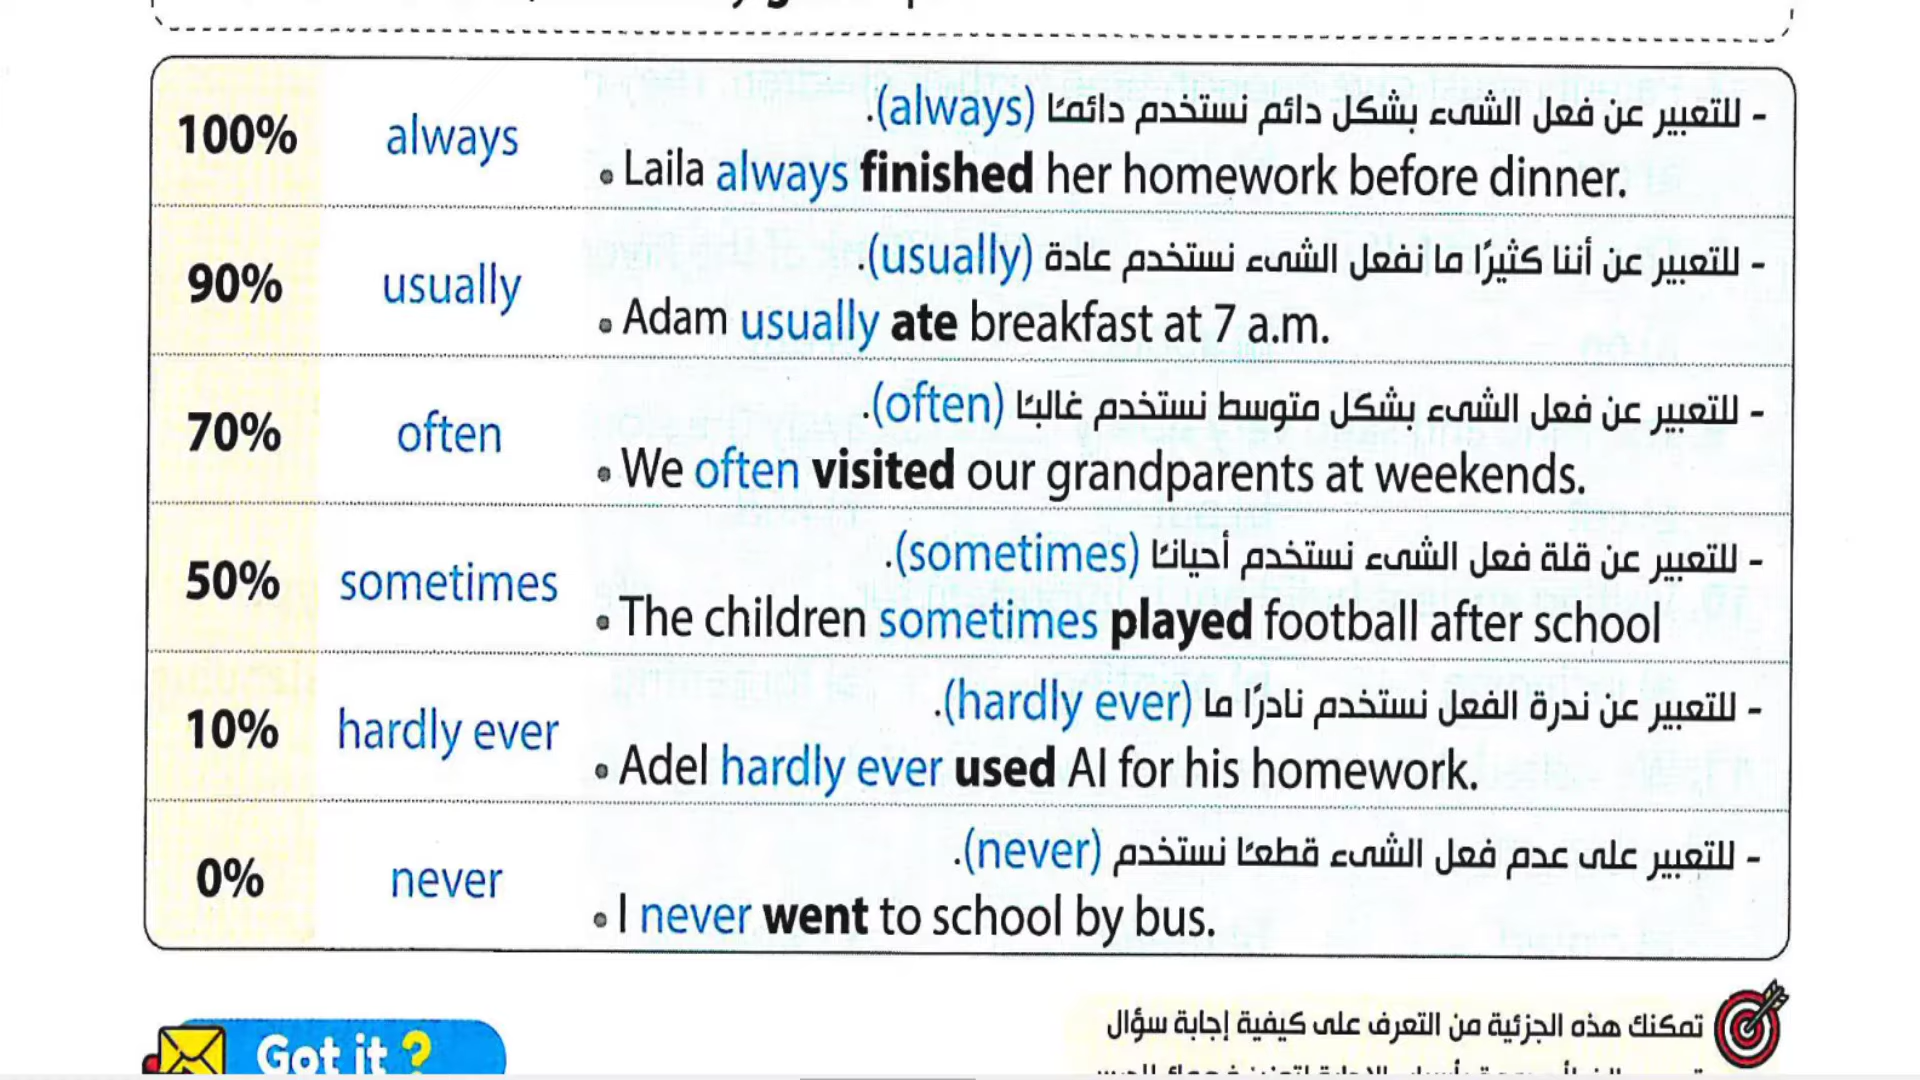 100%
always
- للتعبير عن فعل الشىء بشكل دائم نستخدم دائمًا (always).
• Laila always finished her homework before dinner.
90%
usually
- للتعبير عن أننا كثيرًا ما نفعل الشىء نستخدم عادة (usually).
• Adam usually ate breakfast at 7 a.m.
70%
often
- للتعبير عن فعل الشىء بشكل متوسط نستخدم غالبًا (often).
• We often visited our grandparents at weekends.
50%
sometimes
- للتعبير عن قلة فعل الشىء نستخدم أحيانًا (sometimes).
• The children sometimes played football after school
10%
hardly ever
- للتعبير عن ندرة الفعل نستخدم نادرًا ما (hardly ever).
• Adel hardly ever used AI for his homework.
0%
never
- للتعبير على عدم فعل الشىء قطعًا نستخدم (never).
• I never went to school by bus.
Got it ?
تمكنك هذه الجزئية من التعرف على كيفية إجابة سؤال